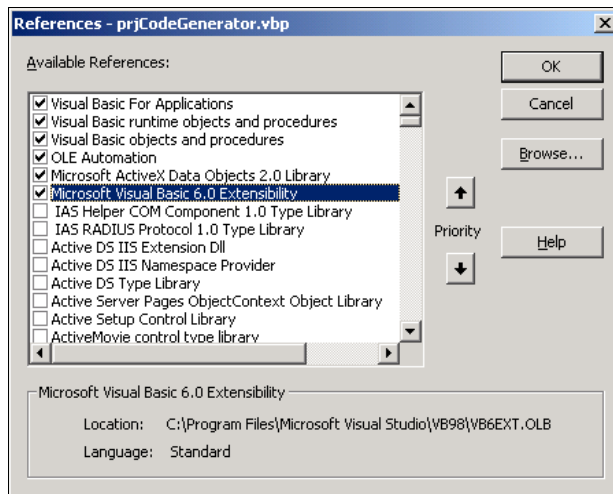 References - prjCodeGenerator.vbp
Available References:
Visual Basic For Applications
Visual Basic runtime objects and procedures
Visual Basic objects and procedures
OLE Automation
Microsoft ActiveX Data Objects 2.0 Library
Microsoft Visual Basic 6.0 Extensibility
IAS Helper COM Component 1.0 Type Library
IAS RADIUS Protocol 1.0 Type Library
Active DS IIS Extension Dll
Active DS IIS Namespace Provider
Active DS Type Library
Active Server Pages ObjectContext Object Library
Active Setup Control Library
ActiveMovie control type library
Priority
OK
Cancel
Browse...
Help
Microsoft Visual Basic 6.0 Extensibility
Location: C:\Program Files\Microsoft Visual Studio\VB98\VB6EXT.OLB
Language: Standard